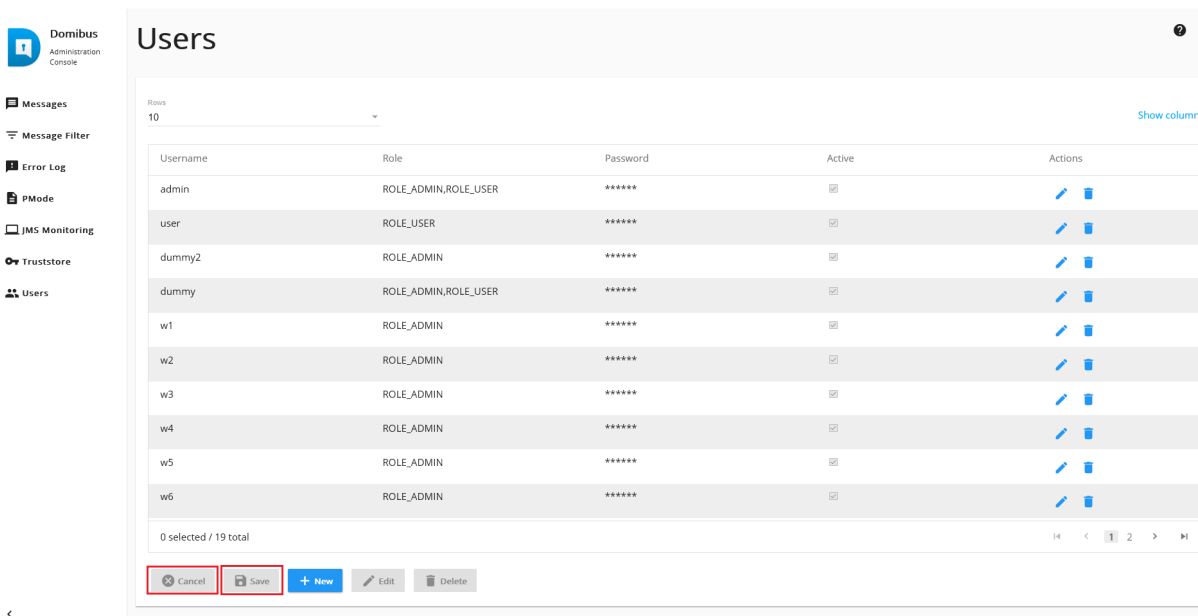 Domibus
Administration
Console
Users
Messages
Message Filter
Error Log
PMode
JMS Monitoring
Truststore
Users
Rows
10
Show column
Username Role Password Active Actions
admin ROLE_ADMIN,ROLE_USER ******
user ROLE_USER ******
dummy2 ROLE_ADMIN ******
dummy ROLE_ADMIN,ROLE_USER ******
w1 ROLE_ADMIN ******
w2 ROLE_ADMIN ******
w3 ROLE_ADMIN ******
w4 ROLE_ADMIN ******
w5 ROLE_ADMIN ******
w6 ROLE_ADMIN ******
0 selected / 19 total 1 2
Cancel Save New Edit Delete